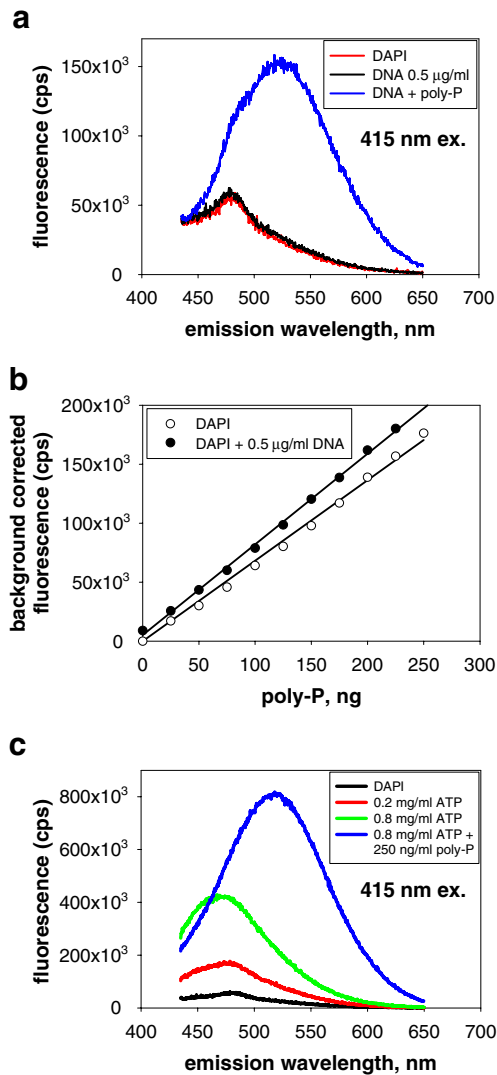 a
150x10³
100x10³
50x10³
0
fluorescence (cps)
DAPI
DNA 0.5 µg/ml
DNA + poly-P
415 nm ex.
400 450 500 550 600 650 700
emission wavelength, nm
b
200x10³
150x10³
100x10³
50x10³
0
background corrected
fluorescence (cps)
DAPI
DAPI + 0.5 µg/ml DNA
0 50 100 150 200 250 300
poly-P, ng
c
800x10³
600x10³
400x10³
200x10³
0
fluorescence (cps)
DAPI
0.2 mg/ml ATP
0.8 mg/ml ATP
0.8 mg/ml ATP +
250 ng/ml poly-P
415 nm ex.
400 450 500 550 600 650 700
emission wavelength, nm